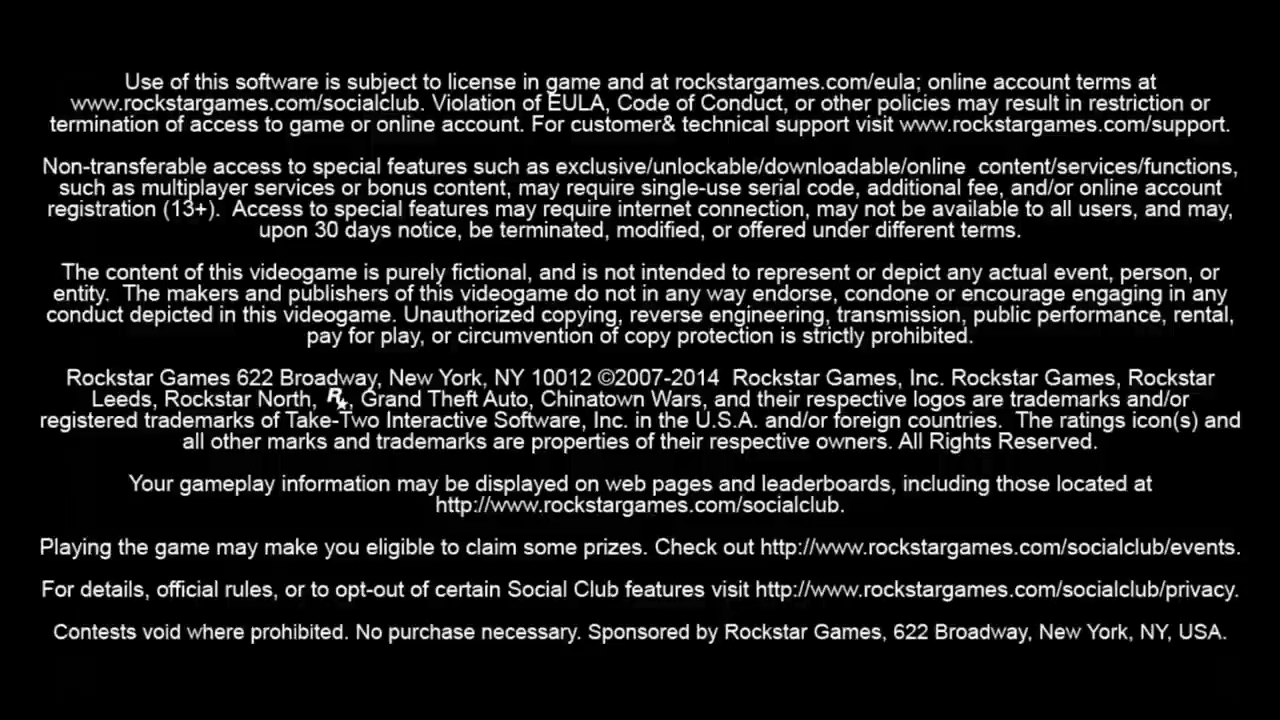 Use of this software is subject to license in game and at rockstargames.com/eula; online account terms at
www.rockstargames.com/socialclub. Violation of EULA, Code of Conduct, or other policies may result in restriction or
termination of access to game or online account. For customer& technical support visit www.rockstargames.com/support.
Non-transferable access to special features such as exclusive/unlockable/downloadable/online  content/services/functions,
such as multiplayer services or bonus content, may require single-use serial code, additional fee, and/or online account
registration (13+).  Access to special features may require internet connection, may not be available to all users, and may,
upon 30 days notice, be terminated, modified, or offered under different terms.
The content of this videogame is purely fictional, and is not intended to represent or depict any actual event, person, or
entity.  The makers and publishers of this videogame do not in any way endorse, condone or encourage engaging in any
conduct depicted in this videogame. Unauthorized copying, reverse engineering, transmission, public performance, rental,
pay for play, or circumvention of copy protection is strictly prohibited.
Rockstar Games 622 Broadway, New York, NY 10012 ©2007-2014  Rockstar Games, Inc. Rockstar Games, Rockstar
Leeds, Rockstar North, R★, Grand Theft Auto, Chinatown Wars, and their respective logos are trademarks and/or
registered trademarks of Take-Two Interactive Software, Inc. in the U.S.A. and/or foreign countries.  The ratings icon(s) and
all other marks and trademarks are properties of their respective owners. All Rights Reserved.
Your gameplay information may be displayed on web pages and leaderboards, including those located at
http://www.rockstargames.com/socialclub.
Playing the game may make you eligible to claim some prizes. Check out http://www.rockstargames.com/socialclub/events.
For details, official rules, or to opt-out of certain Social Club features visit http://www.rockstargames.com/socialclub/privacy.
Contests void where prohibited. No purchase necessary. Sponsored by Rockstar Games, 622 Broadway, New York, NY, USA.